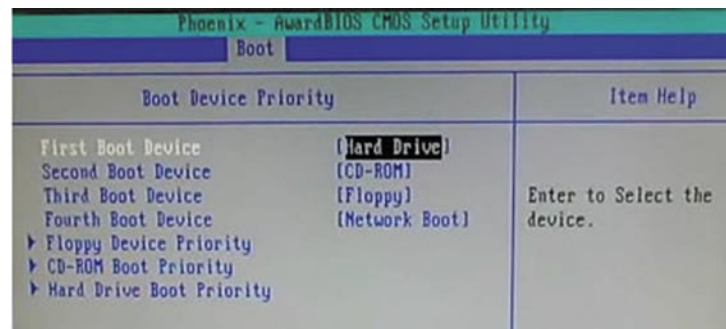 Phoenix - AwardBIOS CMOS Setup Utility
Boot
Boot Device Priority
Item Help
First Boot Device [Hard Drive]
Second Boot Device [CD-ROM]
Third Boot Device [Floppy]
Fourth Boot Device [Network Boot]
Floppy Device Priority
CD-ROM Boot Priority
Hard Drive Boot Priority
Enter to Select the
device.